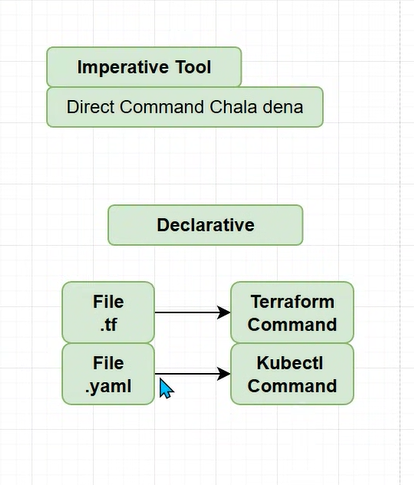 Imperative Tool
Direct Command Chala dena
Declarative
File
.tf
Terraform
Command
File
.yaml
Kubectl
Command